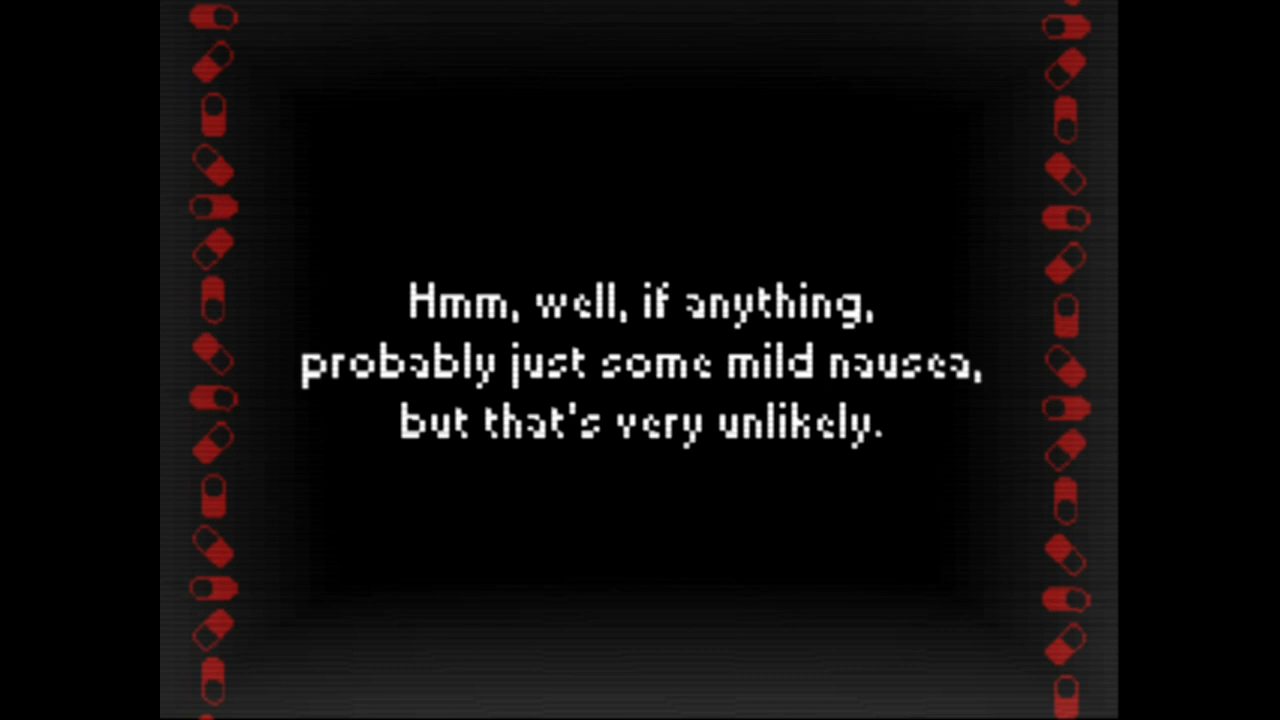 Hmm, well, if anything,
probably just some mild nausea,
but that's very unlikely.